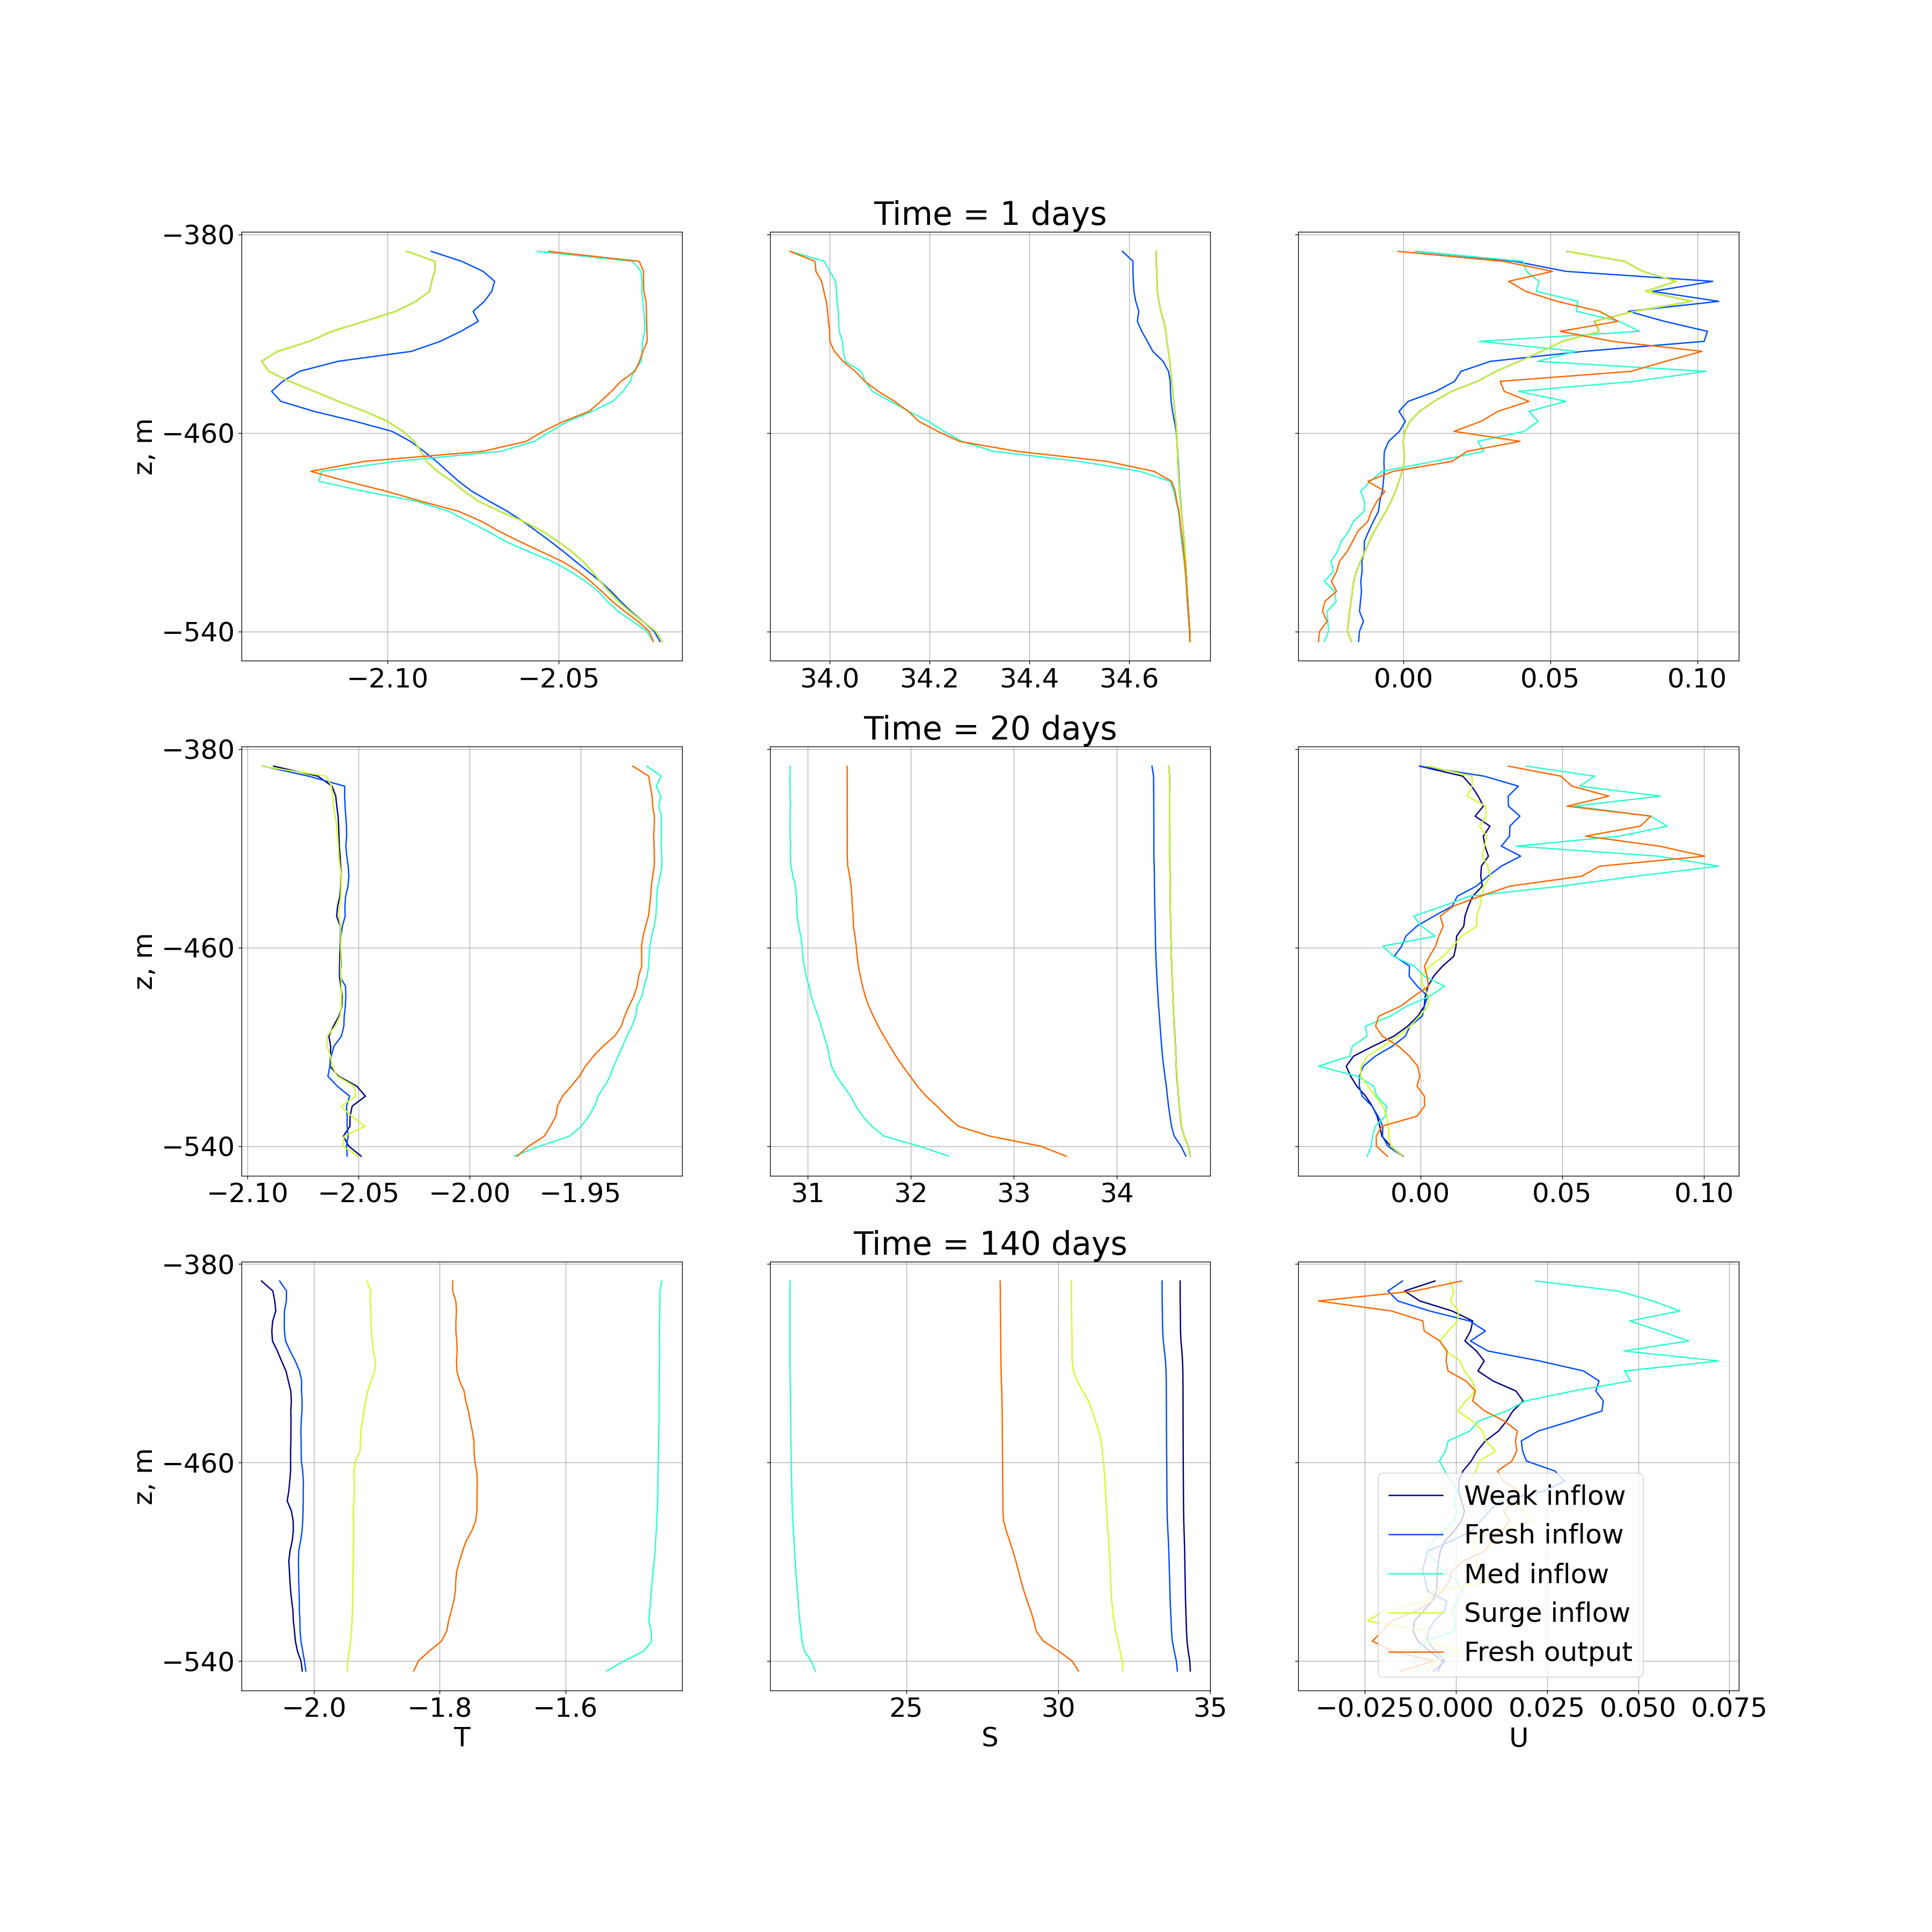 Time = 1 days
−380
z, m
−460
−540
−2.10 −2.05
34.0 34.2 34.4 34.6
0.00 0.05 0.10
Time = 20 days
−380
z, m
−460
−540
−2.10 −2.05 −2.00 −1.95
31 32 33 34
0.00 0.05 0.10
Time = 140 days
−380
z, m
−460
−540
−2.0 −1.8 −1.6
25 30 35
−0.025 0.000 0.025 0.050 0.075
T
S
U
Weak inflow
Fresh inflow
Med inflow
Surge inflow
Fresh output